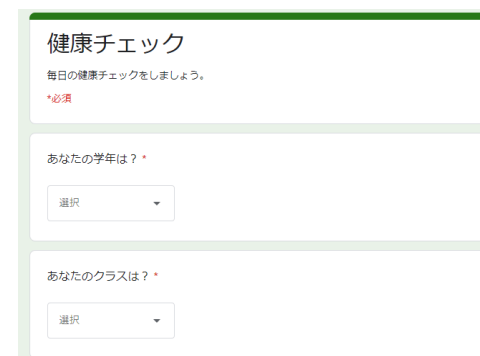 健康チェック
毎日の健康チェックをしましょう。
*必須
あなたの学年は？ *
選択
あなたのクラスは？ *
選択